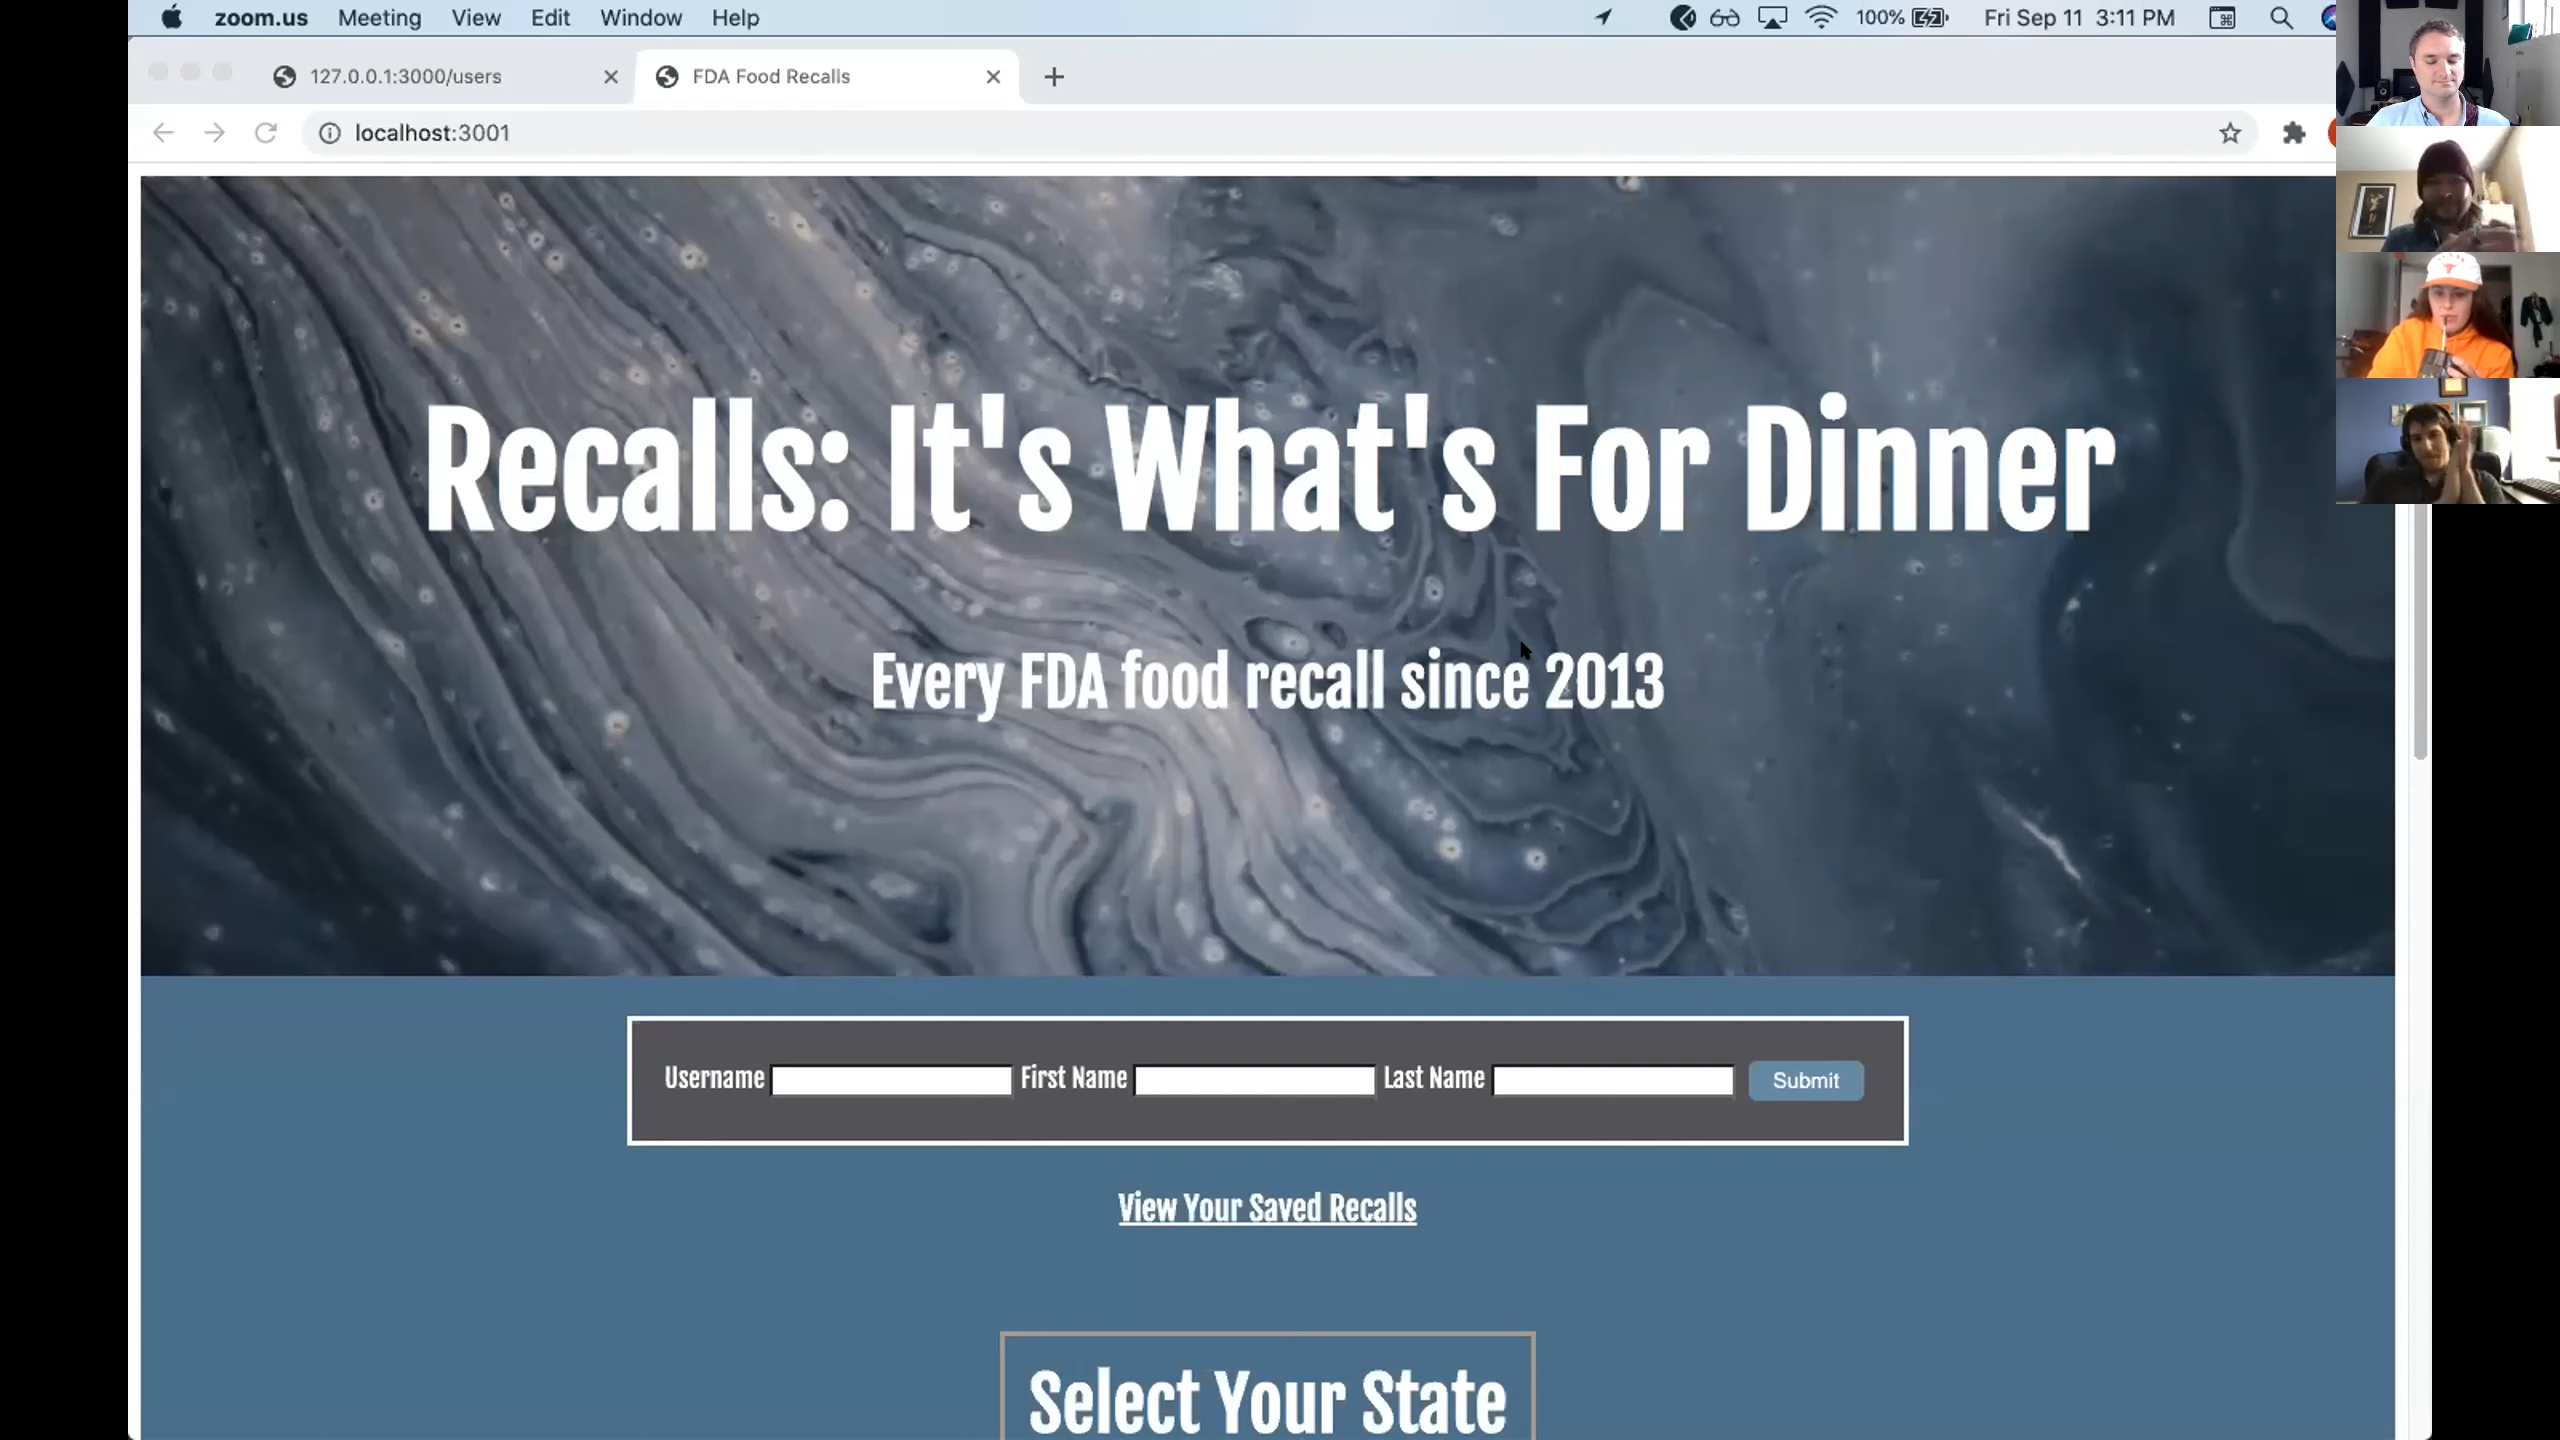 zoom.us Meeting View Edit Window Help 100% Fri Sep 11 3:11 PM
127.0.0.1:3000/users FDA Food Recalls
localhost:3001
Recalls: It's What's For Dinner
Every FDA food recall since 2013
Username First Name Last Name Submit
View Your Saved Recalls
Select Your State